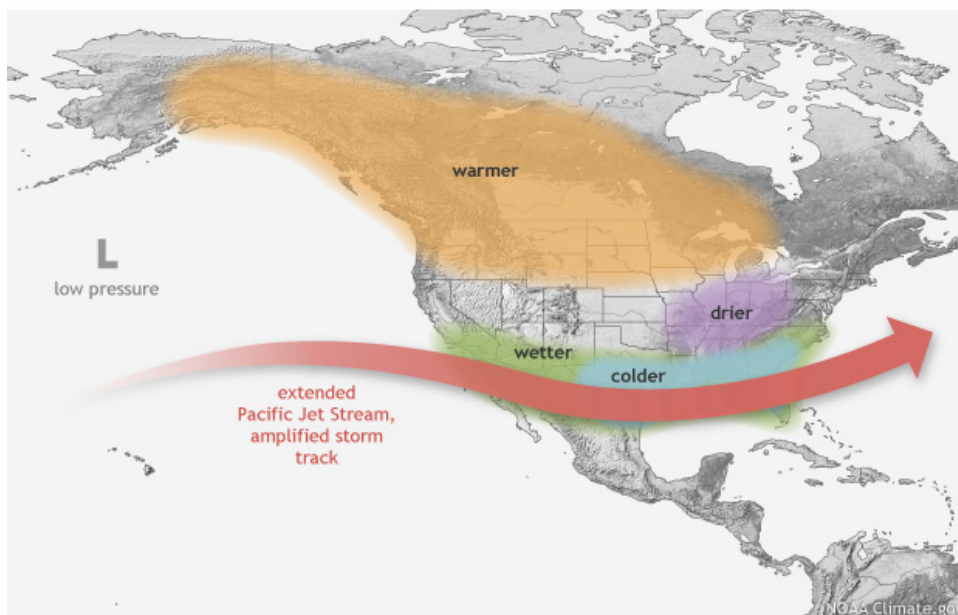 warmer
L
low pressure
drier
wetter
colder
extended
Pacific Jet Stream,
amplified storm
track
NOAA Climate.gov